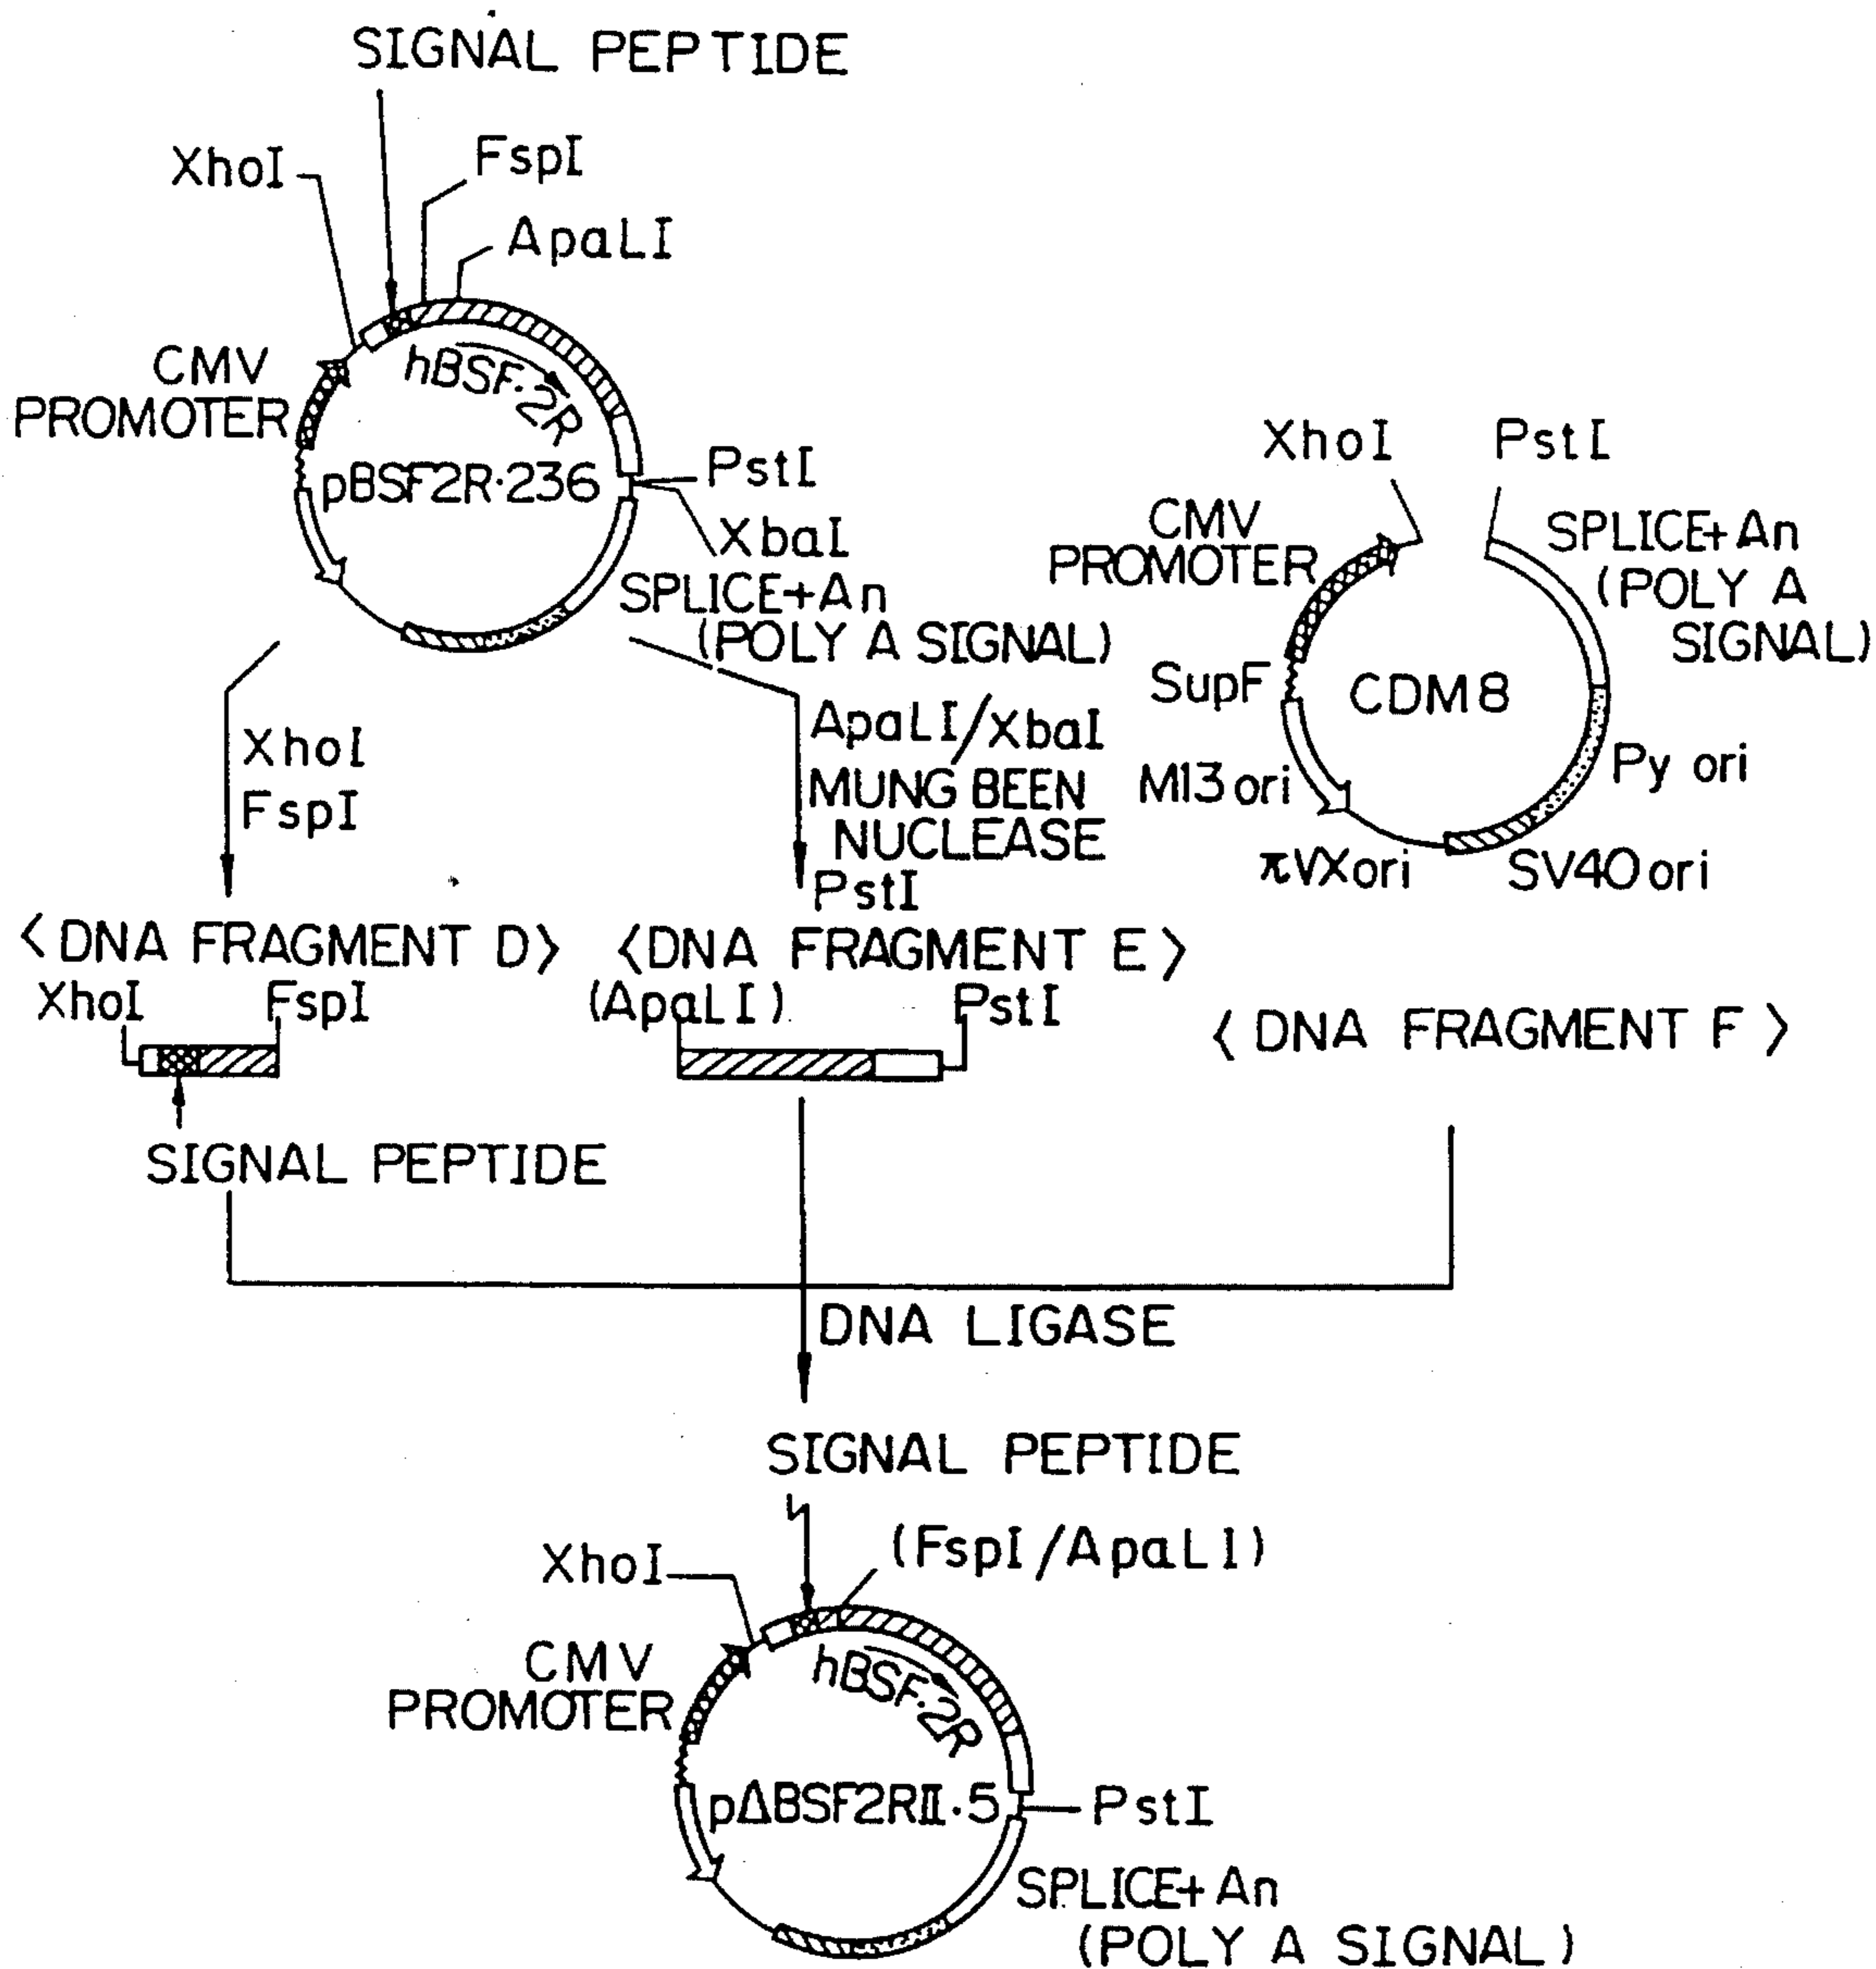 SIGNAL PEPTIDE
XhoI
FspI
ApaLI
CMV
PROMOTER
hBSF·2R
pBSF2R·236
PstI
XbaI
SPLICE+An
(POLY A SIGNAL)
XhoI
PstI
CMV
PROMOTER
SPLICE+An
(POLY A
SIGNAL)
SupF
CDM8
M13 ori
Py ori
πVXori
SV40 ori
XhoI
FspI
ApaLI/XbaI
MUNG BEEN
NUCLEASE
PstI
<DNA FRAGMENT D>
XhoI
FspI
SIGNAL PEPTIDE
<DNA FRAGMENT E>
(ApaLI)
PstI
<DNA FRAGMENT F>
DNA LIGASE
SIGNAL PEPTIDE
XhoI
(FspI/ApaLI)
CMV
PROMOTER
hBSF·2R
pΔBSF2RII·5
PstI
SPLICE+An
(POLY A SIGNAL)